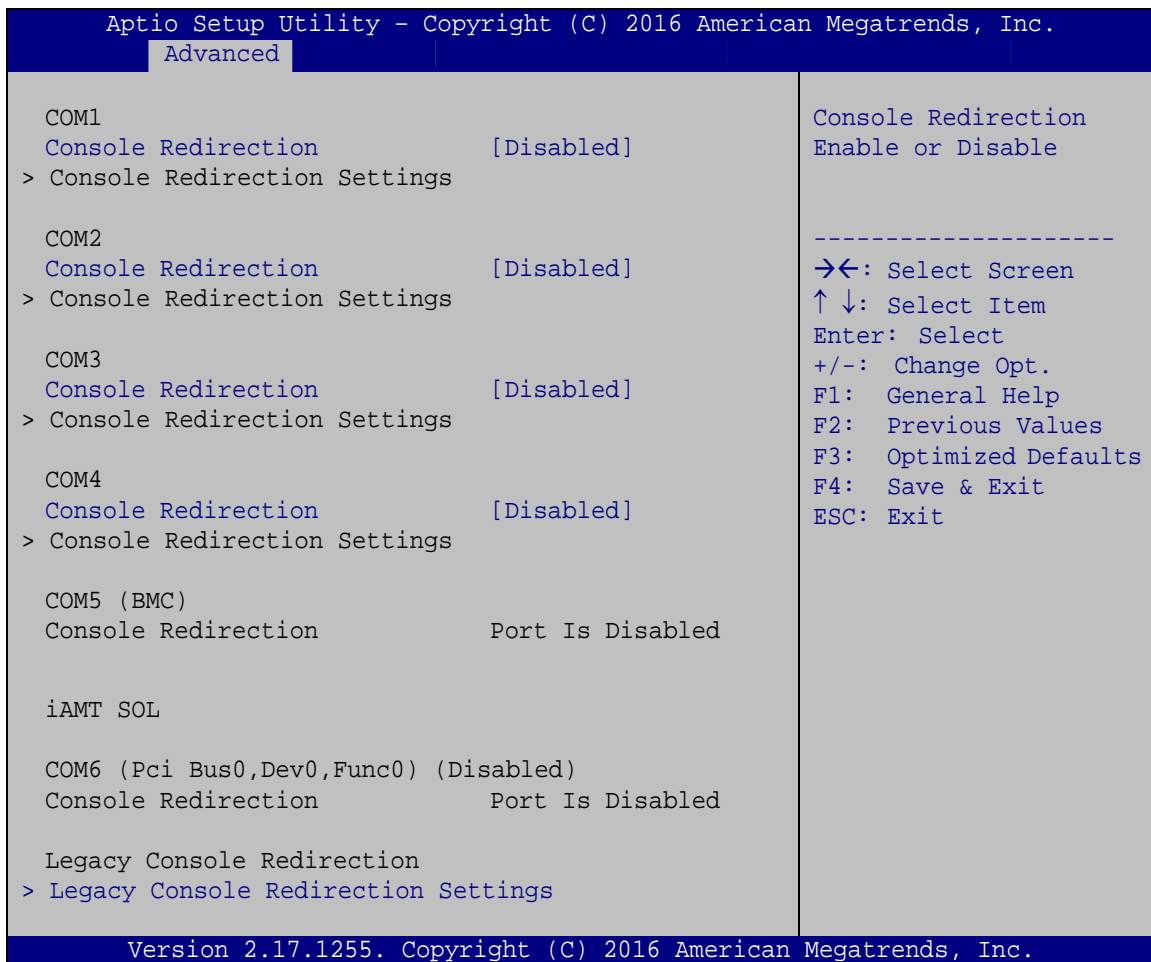 Aptio Setup Utility – Copyright (C) 2016 American Megatrends, Inc.
Advanced
COM1
Console Redirection [Disabled]
> Console Redirection Settings
COM2
Console Redirection [Disabled]
> Console Redirection Settings
COM3
Console Redirection [Disabled]
> Console Redirection Settings
COM4
Console Redirection [Disabled]
> Console Redirection Settings
COM5 (BMC)
Console Redirection Port Is Disabled
iAMT SOL
COM6 (Pci Bus0,Dev0,Func0) (Disabled)
Console Redirection Port Is Disabled
Legacy Console Redirection
> Legacy Console Redirection Settings
Console Redirection
Enable or Disable
---------------------
→←: Select Screen
↑ ↓: Select Item
Enter: Select
+/-: Change Opt.
F1: General Help
F2: Previous Values
F3: Optimized Defaults
F4: Save & Exit
ESC: Exit
Version 2.17.1255. Copyright (C) 2016 American Megatrends, Inc.